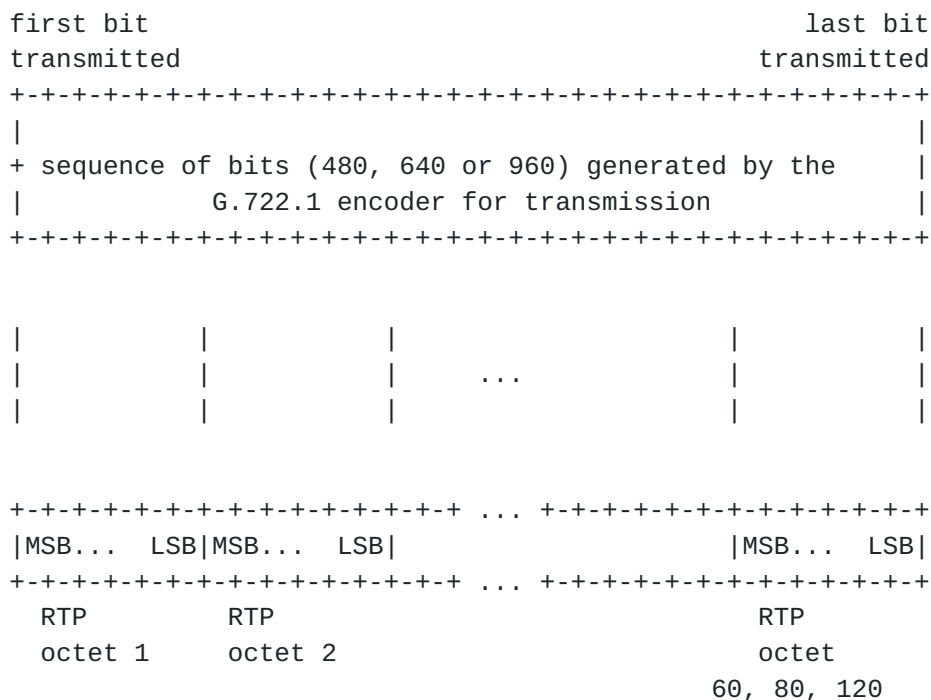 first bit                                          last bit
transmitted                                     transmitted
+-+-+-+-+-+-+-+-+-+-+-+-+-+-+-+-+-+-+-+-+-+-+-+-+-+-+-+-+-+
|                                                         |
+ sequence of bits (480, 640 or 960) generated by the     |
|            G.722.1 encoder for transmission             |
+-+-+-+-+-+-+-+-+-+-+-+-+-+-+-+-+-+-+-+-+-+-+-+-+-+-+-+-+-+
|           |           |                     |           |
|           |           |     ...             |           |
|           |           |                     |           |
+-+-+-+-+-+-+-+-+-+-+-+-+-+-+ ... +-+-+-+-+-+-+-+-+-+-+-+-+
|MSB...  LSB|MSB...  LSB|                     |MSB...  LSB|
+-+-+-+-+-+-+-+-+-+-+-+-+-+-+ ... +-+-+-+-+-+-+-+-+-+-+-+-+
  RTP         RTP                               RTP
  octet 1     octet 2                           octet
                                             60, 80, 120